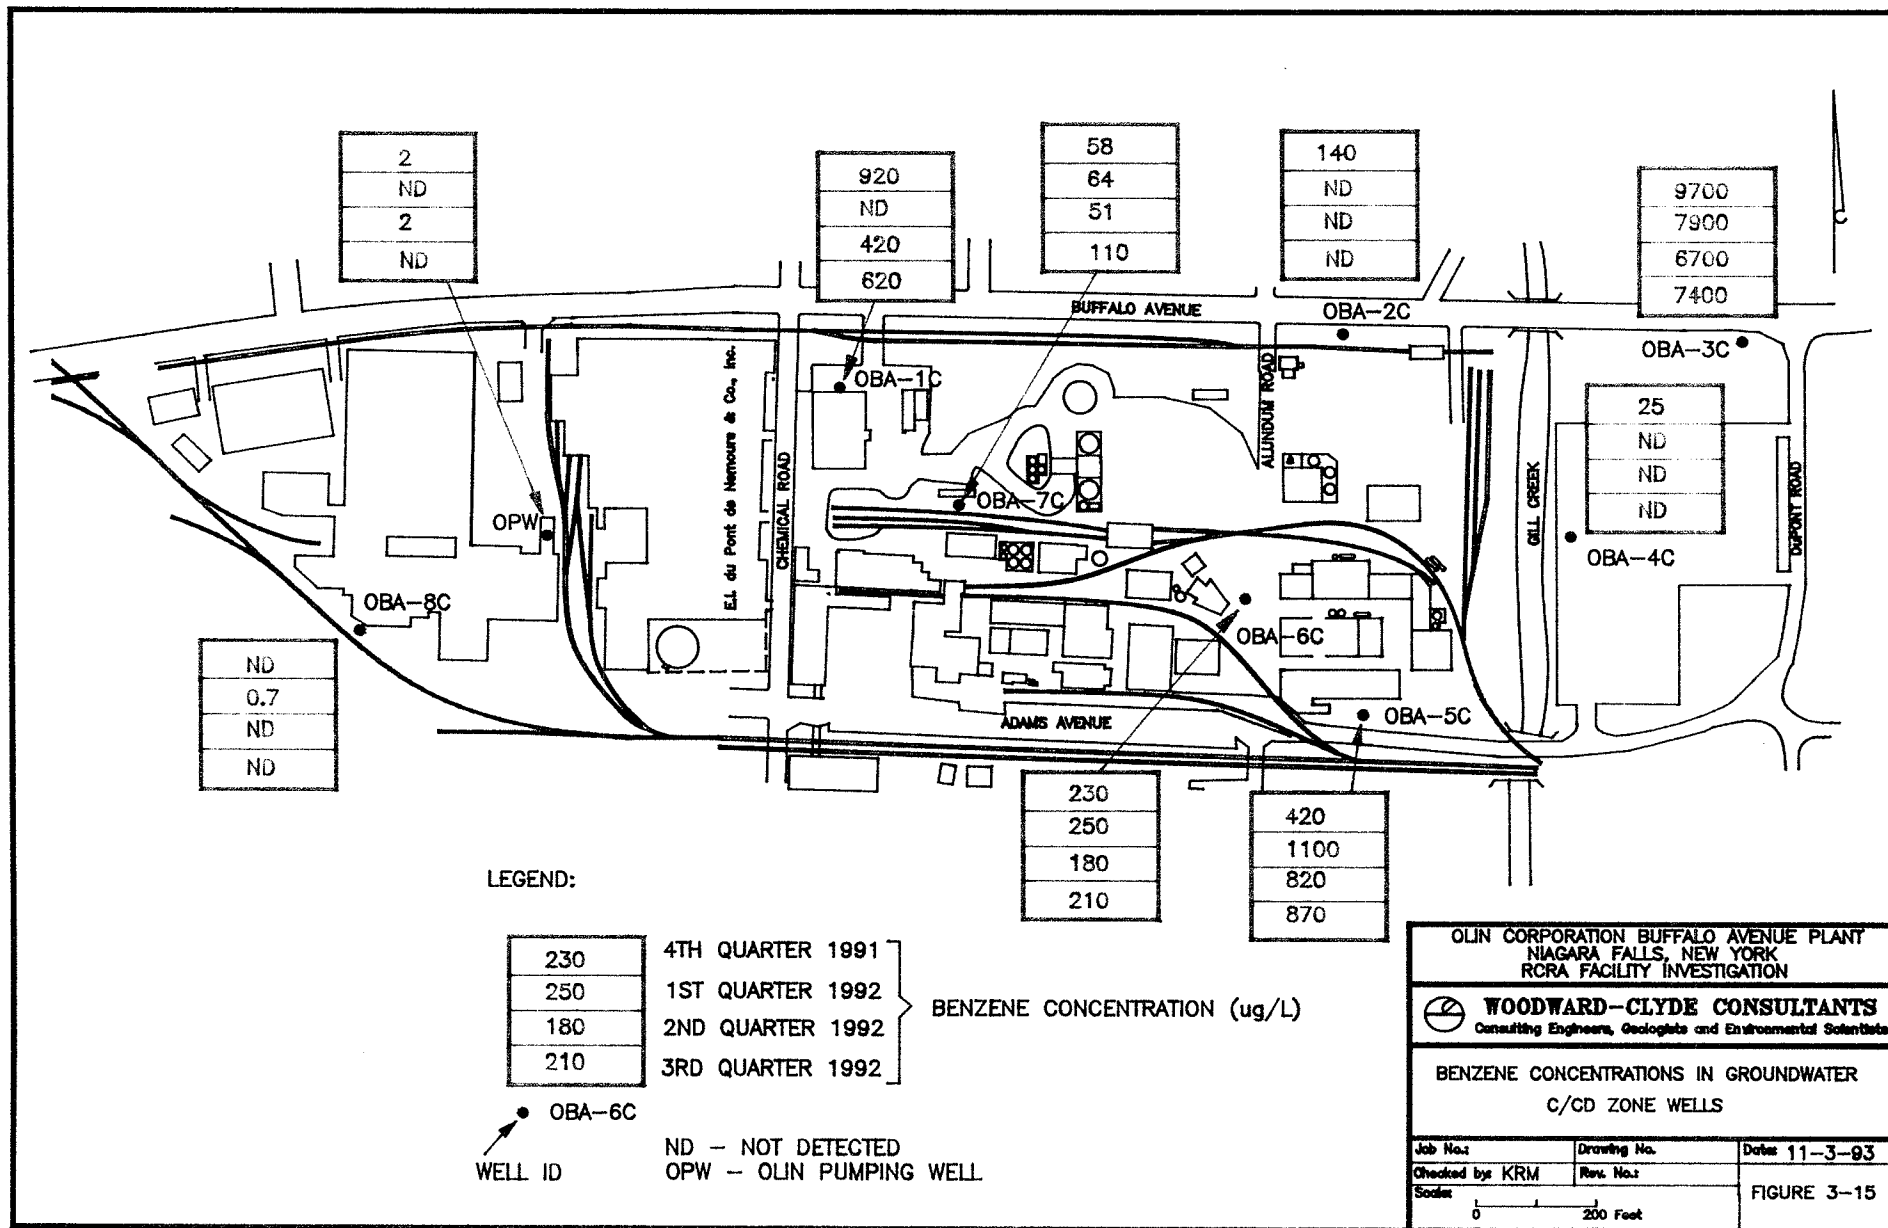 2
ND
2
ND
920
ND
420
620
58
64
51
110
140
ND
ND
ND
9700
7900
6700
7400
BUFFALO AVENUE
OBA-2C
OBA-3C
OBA-1C
25
ND
ND
ND
E.I. du Pont de Nemours & Co., Inc.
CHEMICAL ROAD
ALUNDUM ROAD
GILL CREEK
DuPONT ROAD
OBA-7C
OPW
OBA-4C
OBA-8C
OBA-6C
ND
0.7
ND
ND
ADAMS AVENUE
OBA-5C
230
250
180
210
420
1100
820
870
LEGEND:
230 4TH QUARTER 1991
250 1ST QUARTER 1992
180 2ND QUARTER 1992
210 3RD QUARTER 1992
BENZENE CONCENTRATION (ug/L)
OBA-6C
WELL ID
ND - NOT DETECTED
OPW - OLIN PUMPING WELL
OLIN CORPORATION BUFFALO AVENUE PLANT
NIAGARA FALLS, NEW YORK
RCRA FACILITY INVESTIGATION
WOODWARD-CLYDE CONSULTANTS
Consulting Engineers, Geologists and Environmental Scientists
BENZENE CONCENTRATIONS IN GROUNDWATER
C/CD ZONE WELLS
Job No.: Drawing No. Date: 11-3-93
Checked by: KRM Rev. No.:
Scale: 0 200 Feet
FIGURE 3-15